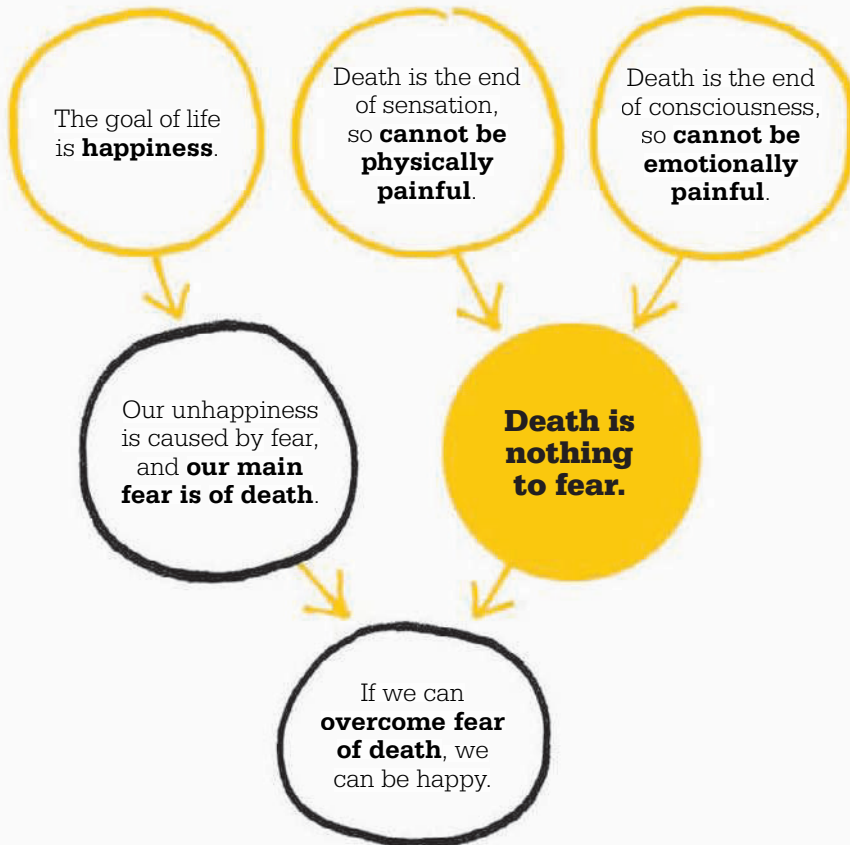 The goal of life
is happiness.
Death is the end
of sensation,
so cannot be
physically
painful.
Death is the end
of consciousness,
so cannot be
emotionally
painful.
Our unhappiness
is caused by fear,
and our main
fear is of death.
Death is
nothing
to fear.
If we can
overcome fear
of death, we
can be happy.